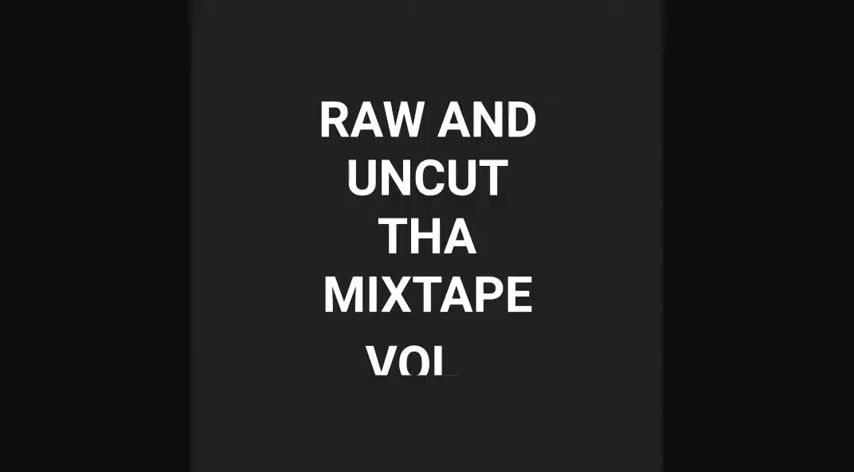 RAW AND
UNCUT
THA
MIXTAPE
VOL